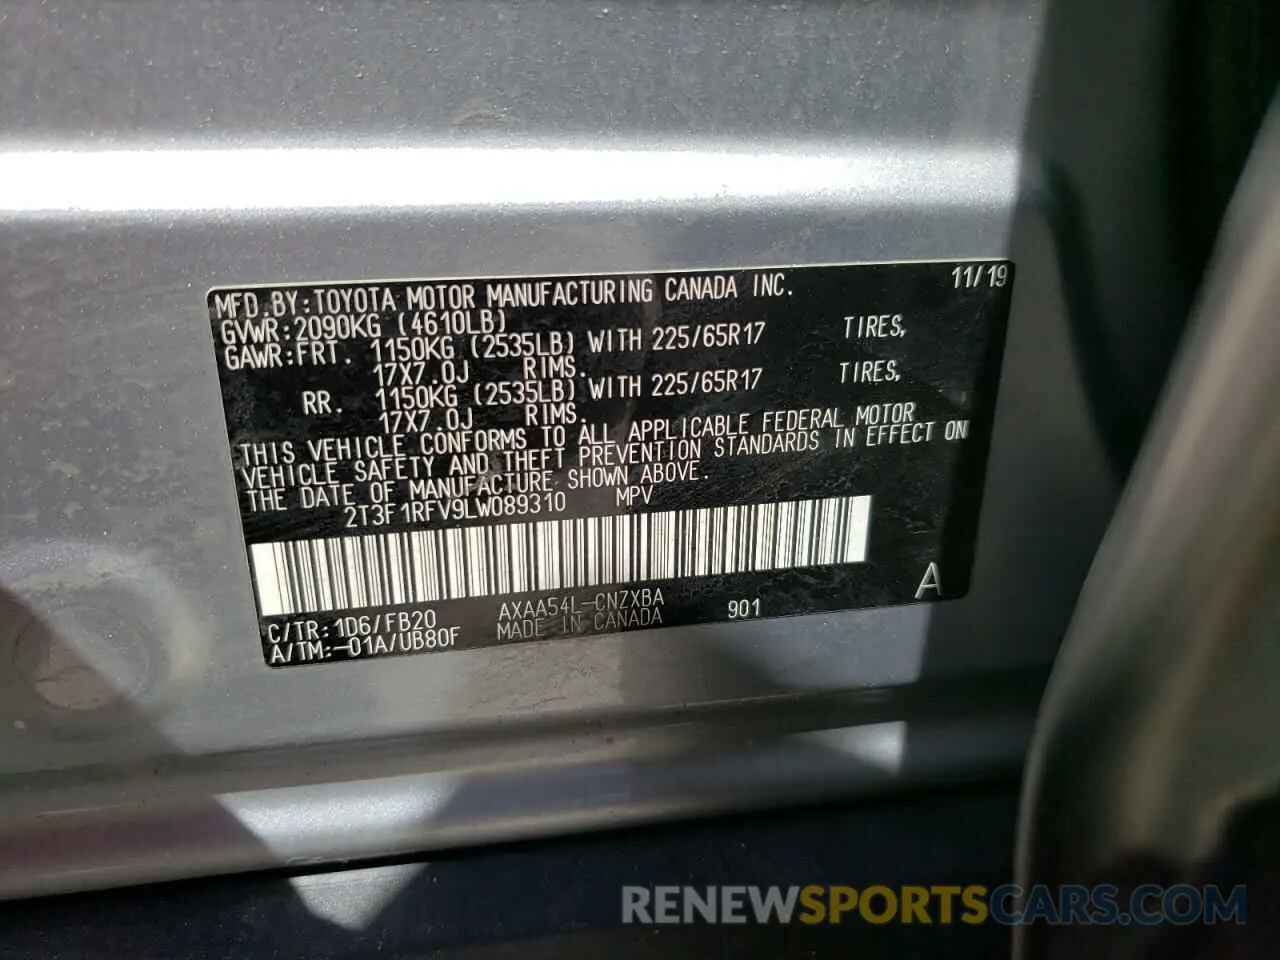 MFD.BY:TOYOTA MOTOR MANUFACTURING CANADA INC. 11/19
GVWR:2090KG (4610LB)
GAWR:FRT. 1150KG (2535LB) WITH 225/65R17 TIRES,
17X7.0J RIMS.
RR. 1150KG (2535LB) WITH 225/65R17 TIRES,
17X7.0J RIMS.
THIS VEHICLE CONFORMS TO ALL APPLICABLE FEDERAL MOTOR
VEHICLE SAFETY AND THEFT PREVENTION STANDARDS IN EFFECT ON
THE DATE OF MANUFACTURE SHOWN ABOVE.
2T3F1RFV9LW089310 MPV
A
C/TR:1D6/FB20 AXAA54L-CNZXBA 901
A/TM:-01A/UB80F MADE IN CANADA
RENEWSPORTSCARS.COM